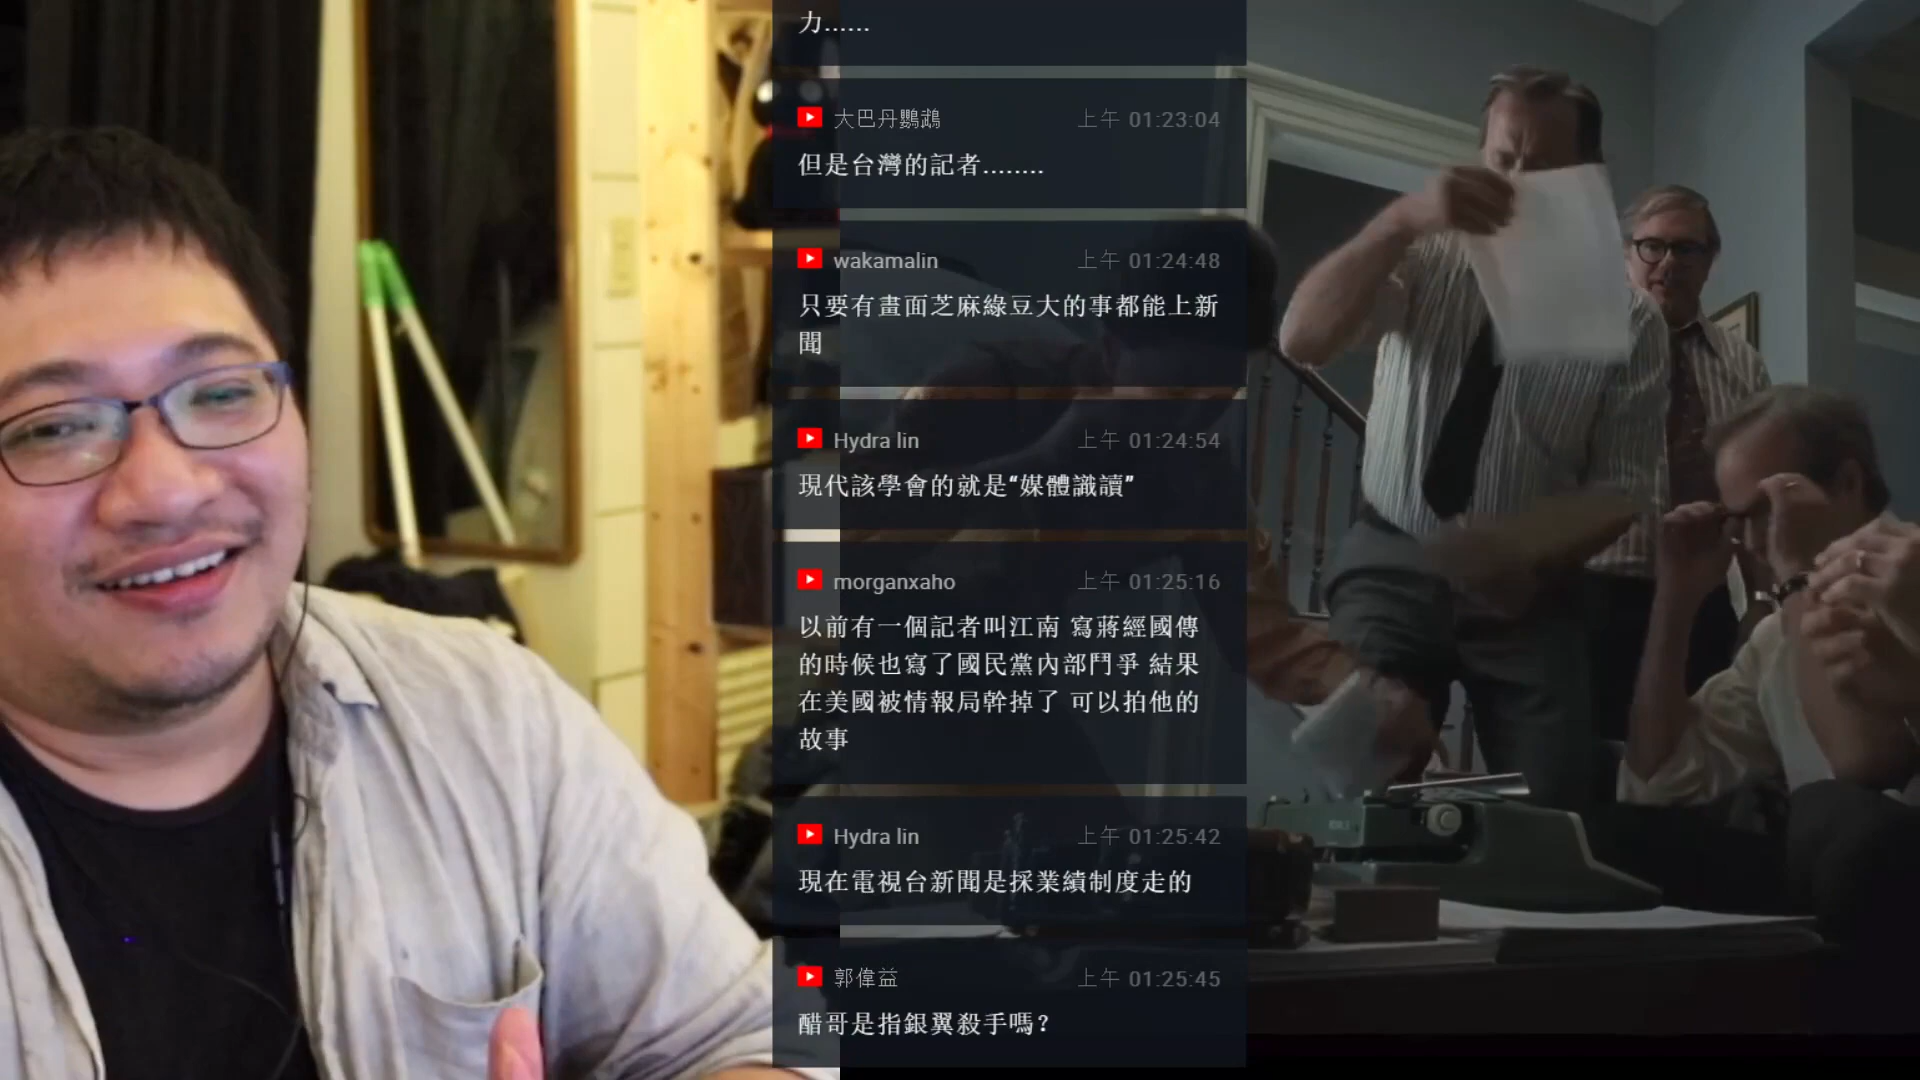 力......
大巴丹鸚鵡 上午 01:23:04
但是台灣的記者........
wakamalin 上午 01:24:48
只要有畫面芝麻綠豆大的事都能上新
聞
Hydra lin 上午 01:24:54
現代該學會的就是“媒體識讀”
morganxaho 上午 01:25:16
以前有一個記者叫江南 寫蔣經國傳
的時候也寫了國民黨內部鬥爭 結果
在美國被情報局幹掉了 可以拍他的
故事
Hydra lin 上午 01:25:42
現在電視台新聞是採業績制度走的
郭偉益 上午 01:25:45
醋哥是指銀翼殺手嗎？